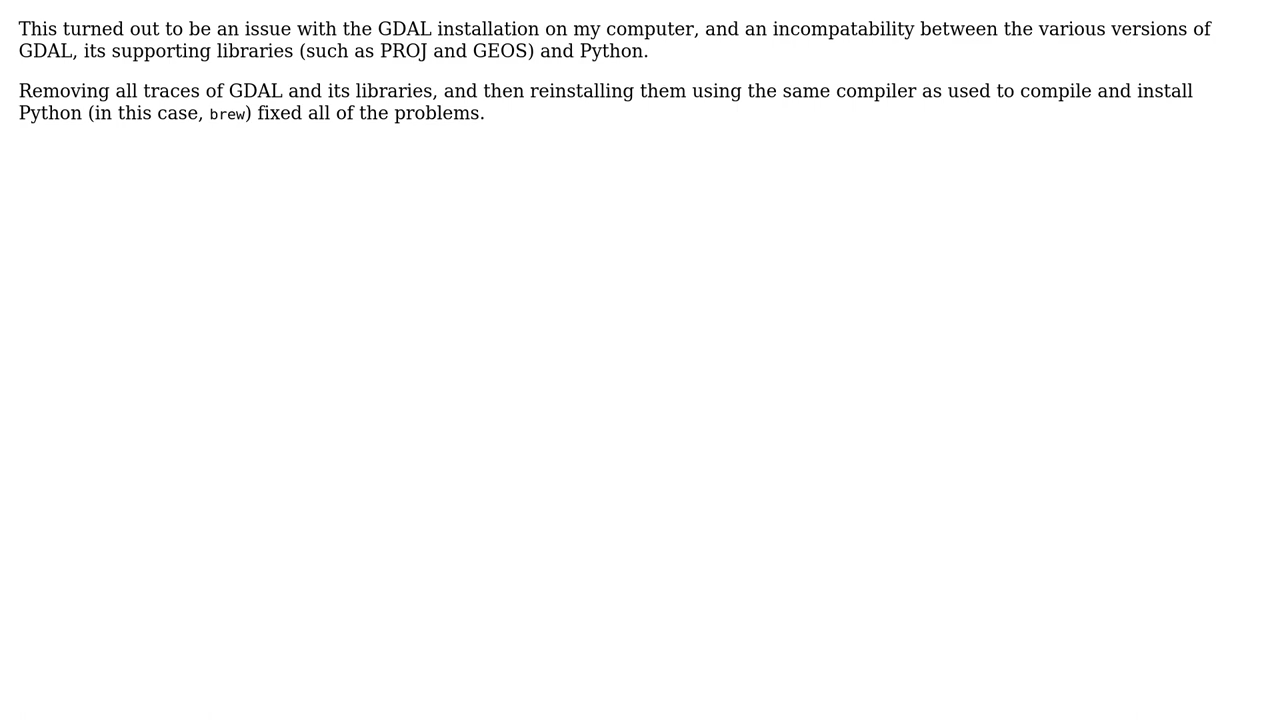 This turned out to be an issue with the GDAL installation on my computer, and an incompatability between the various versions of
GDAL, its supporting libraries (such as PROJ and GEOS) and Python.
Removing all traces of GDAL and its libraries, and then reinstalling them using the same compiler as used to compile and install
Python (in this case, brew) fixed all of the problems.